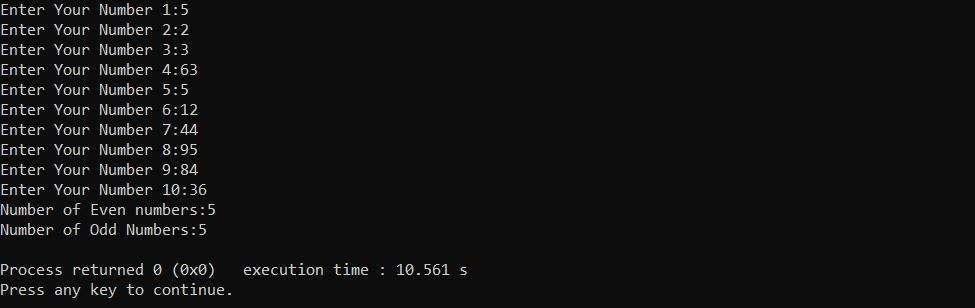 Enter Your Number 1:5
Enter Your Number 2:2
Enter Your Number 3:3
Enter Your Number 4:63
Enter Your Number 5:5
Enter Your Number 6:12
Enter Your Number 7:44
Enter Your Number 8:95
Enter Your Number 9:84
Enter Your Number 10:36
Number of Even numbers:5
Number of Odd Numbers:5
Process returned 0 (0x0)   execution time : 10.561 s
Press any key to continue.